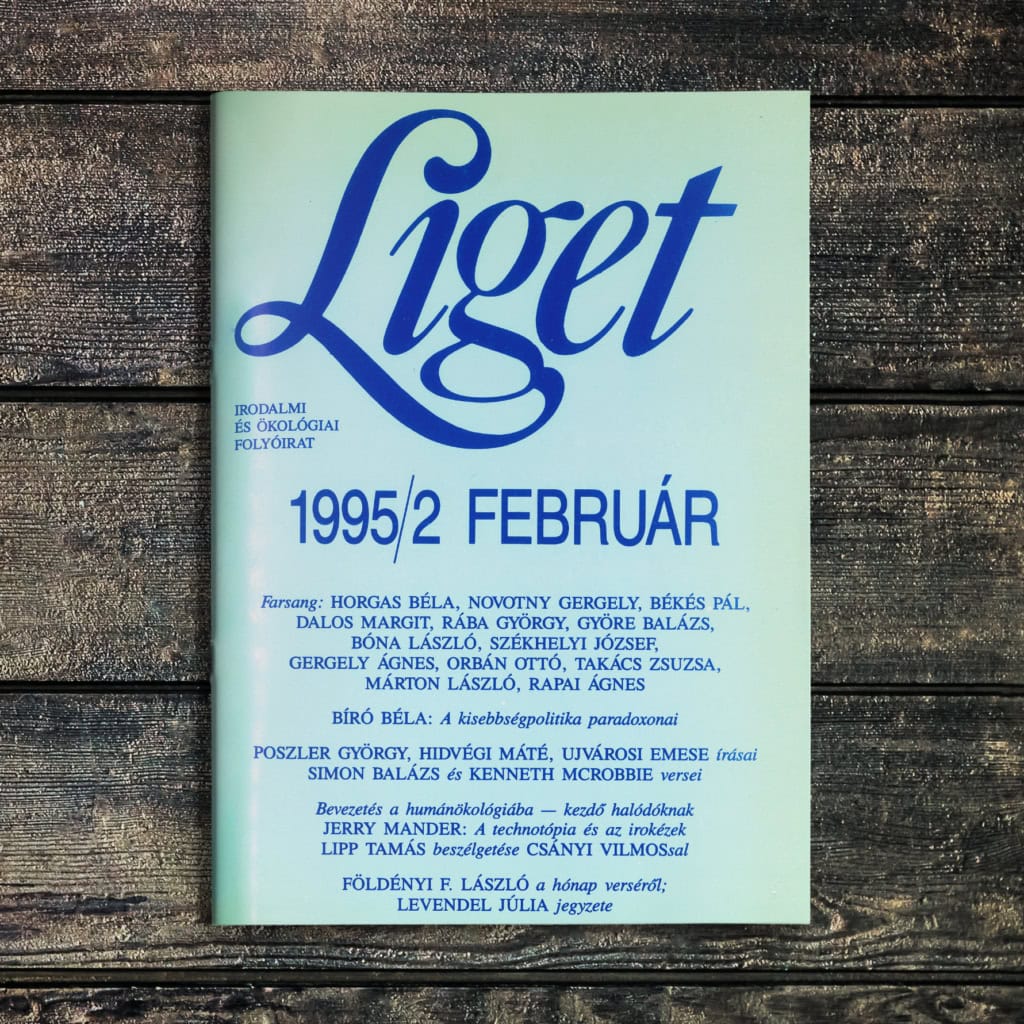 Liget
IRODALMI
ÉS ÖKOLÓGIAI
FOLYÓIRAT
1995/2 FEBRUÁR
Farsang: HORGAS BÉLA, NOVOTNY GERGELY, BÉKÉS PÁL,
DALOS MARGIT, RÁBA GYÖRGY, GYÖRE BALÁZS,
BÓNA LÁSZLÓ, SZÉKHELYI JÓZSEF,
GERGELY ÁGNES, ORBÁN OTTÓ, TAKÁCS ZSUZSA,
MÁRTON LÁSZLÓ, RAPAI ÁGNES
BÍRÓ BÉLA: A kisebbségpolitika paradoxonai
POSZLER GYÖRGY, HIDVÉGI MÁTÉ, UJVÁROSI EMESE írásai
SIMON BALÁZS és KENNETH MCROBBIE versei
Bevezetés a humánökológiába — kezdő halódóknak
JERRY MANDER: A technotópia és az irokézek
LIPP TAMÁS beszélgetése CSÁNYI VILMOSsal
FÖLDÉNYI F. LÁSZLÓ a hónap verséről;
LEVENDEL JÚLIA jegyzete